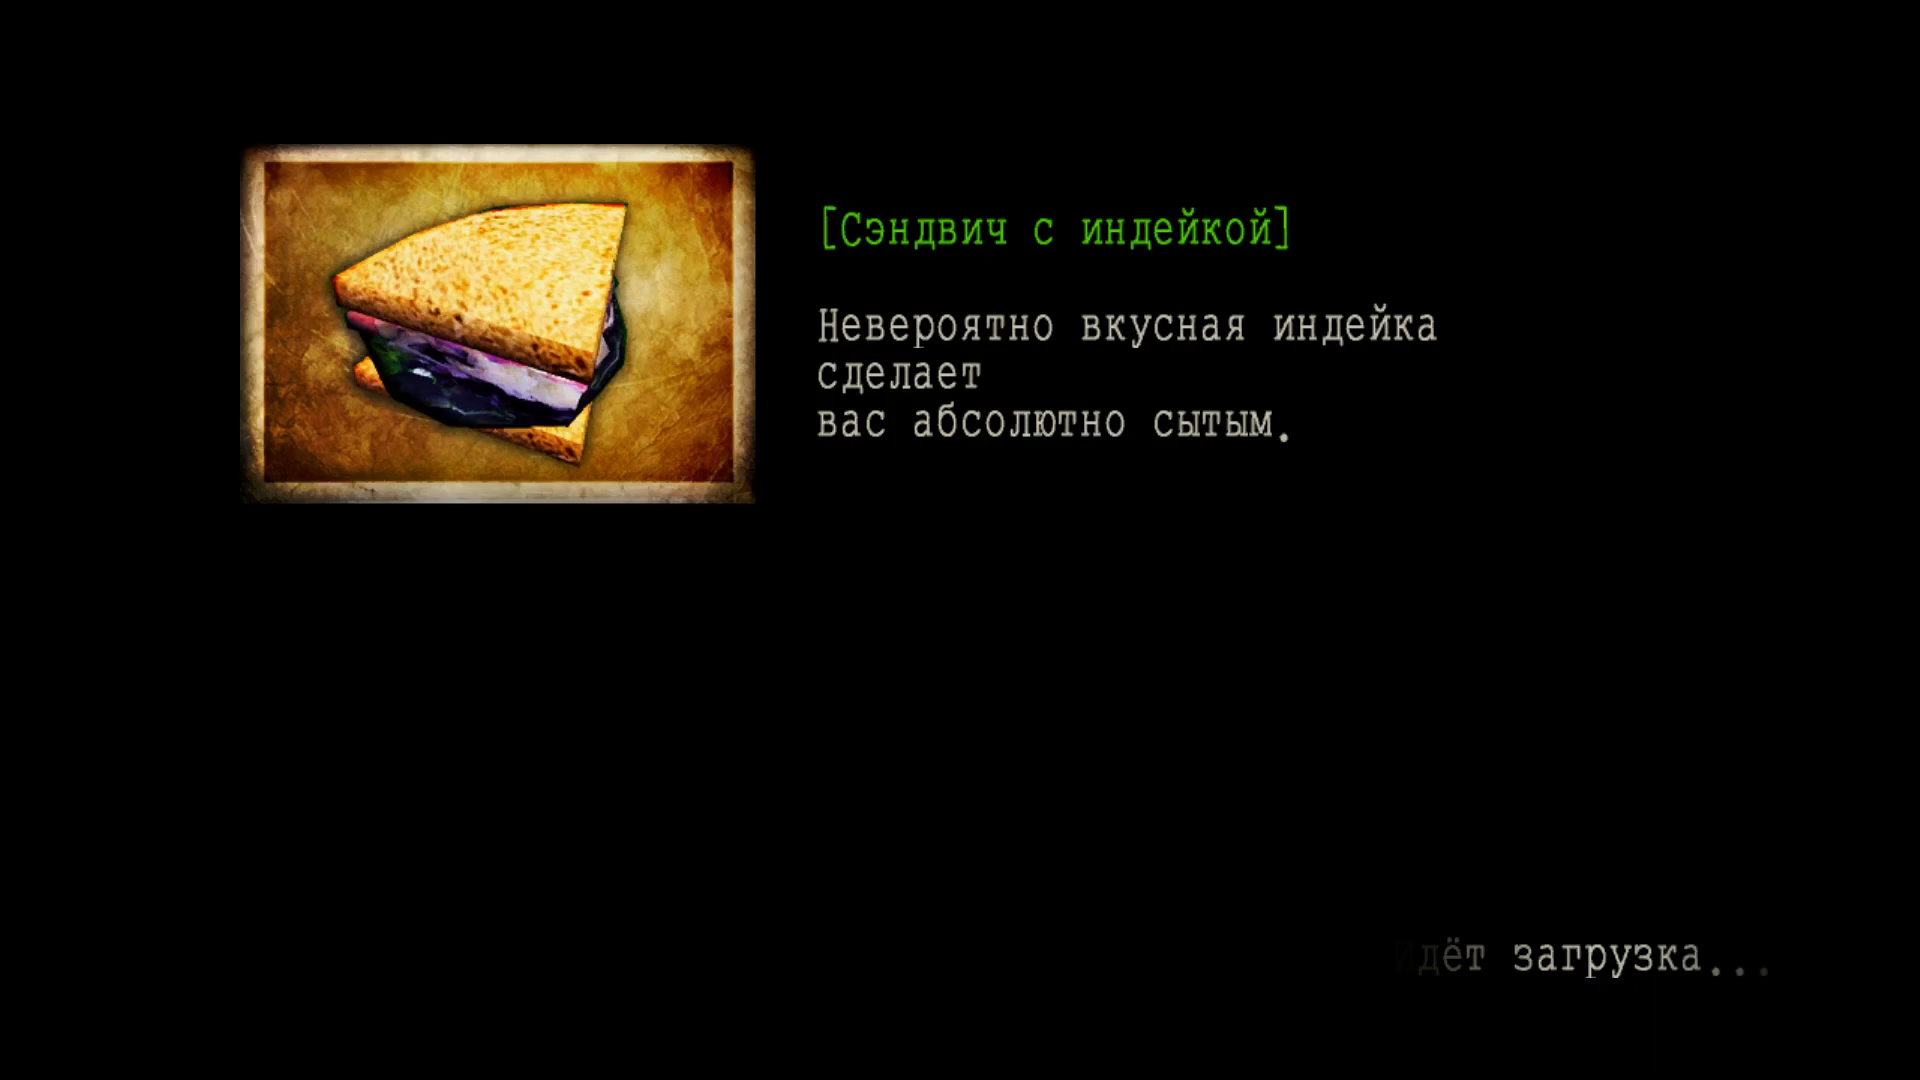 [Сэндвич с индейкой]
Невероятно вкусная индейка
сделает
вас абсолютно сытым.
Идёт загрузка...